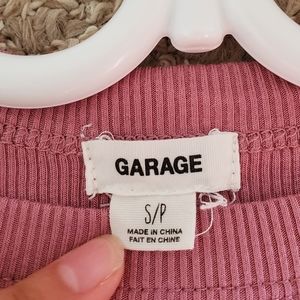 GARAGE
S/P
MADE IN CHINA
FAIT EN CHINE